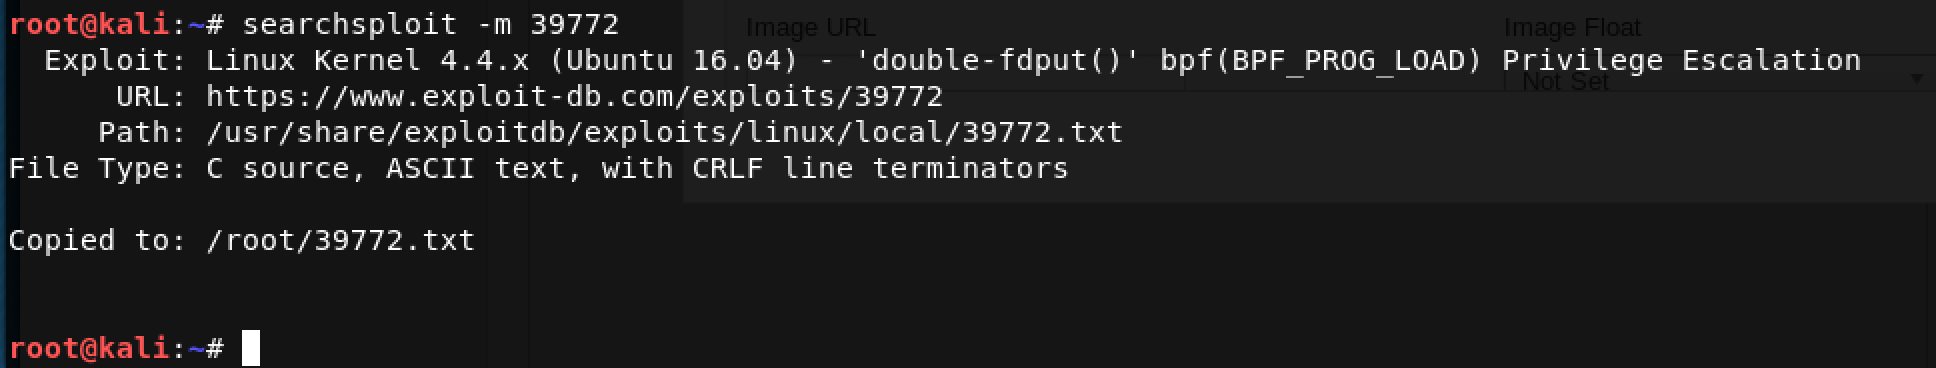 root@kali:~# searchsploit -m 39772
Image URL
Image Float
Exploit: Linux Kernel 4.4.x (Ubuntu 16.04) - 'double-fdput()' bpf(BPF_PROG_LOAD) Privilege Escalation
Not Set
URL: https://www.exploit-db.com/exploits/39772
Path: /usr/share/exploitdb/exploits/linux/local/39772.txt
File Type: C source, ASCII text, with CRLF line terminators
Copied to: /root/39772.txt
root@kali:~#